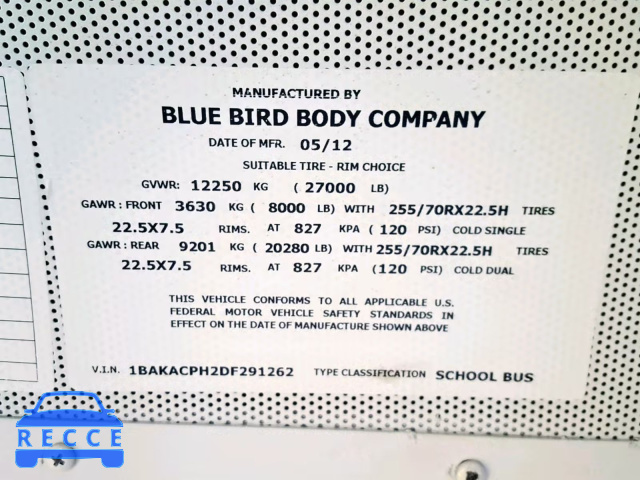 MANUFACTURED BY
BLUE BIRD BODY COMPANY
DATE OF MFR. 05/12
SUITABLE TIRE - RIM CHOICE
GVWR: 12250 KG ( 27000 LB)
GAWR : FRONT 3630 KG ( 8000 LB) WITH 255/70RX22.5H TIRES
22.5X7.5 RIMS. AT 827 KPA ( 120 PSI) COLD SINGLE
GAWR : REAR 9201 KG ( 20280 LB) WITH 255/70RX22.5H TIRES
22.5X7.5 RIMS. AT 827 KPA (120 PSI) COLD DUAL
THIS VEHICLE CONFORMS TO ALL APPLICABLE U.S.
FEDERAL MOTOR VEHICLE SAFETY STANDARDS IN
EFFECT ON THE DATE OF MANUFACTURE SHOWN ABOVE
V.I.N. 1BAKACPH2DF291262 TYPE CLASSIFICATION SCHOOL BUS
RECCE